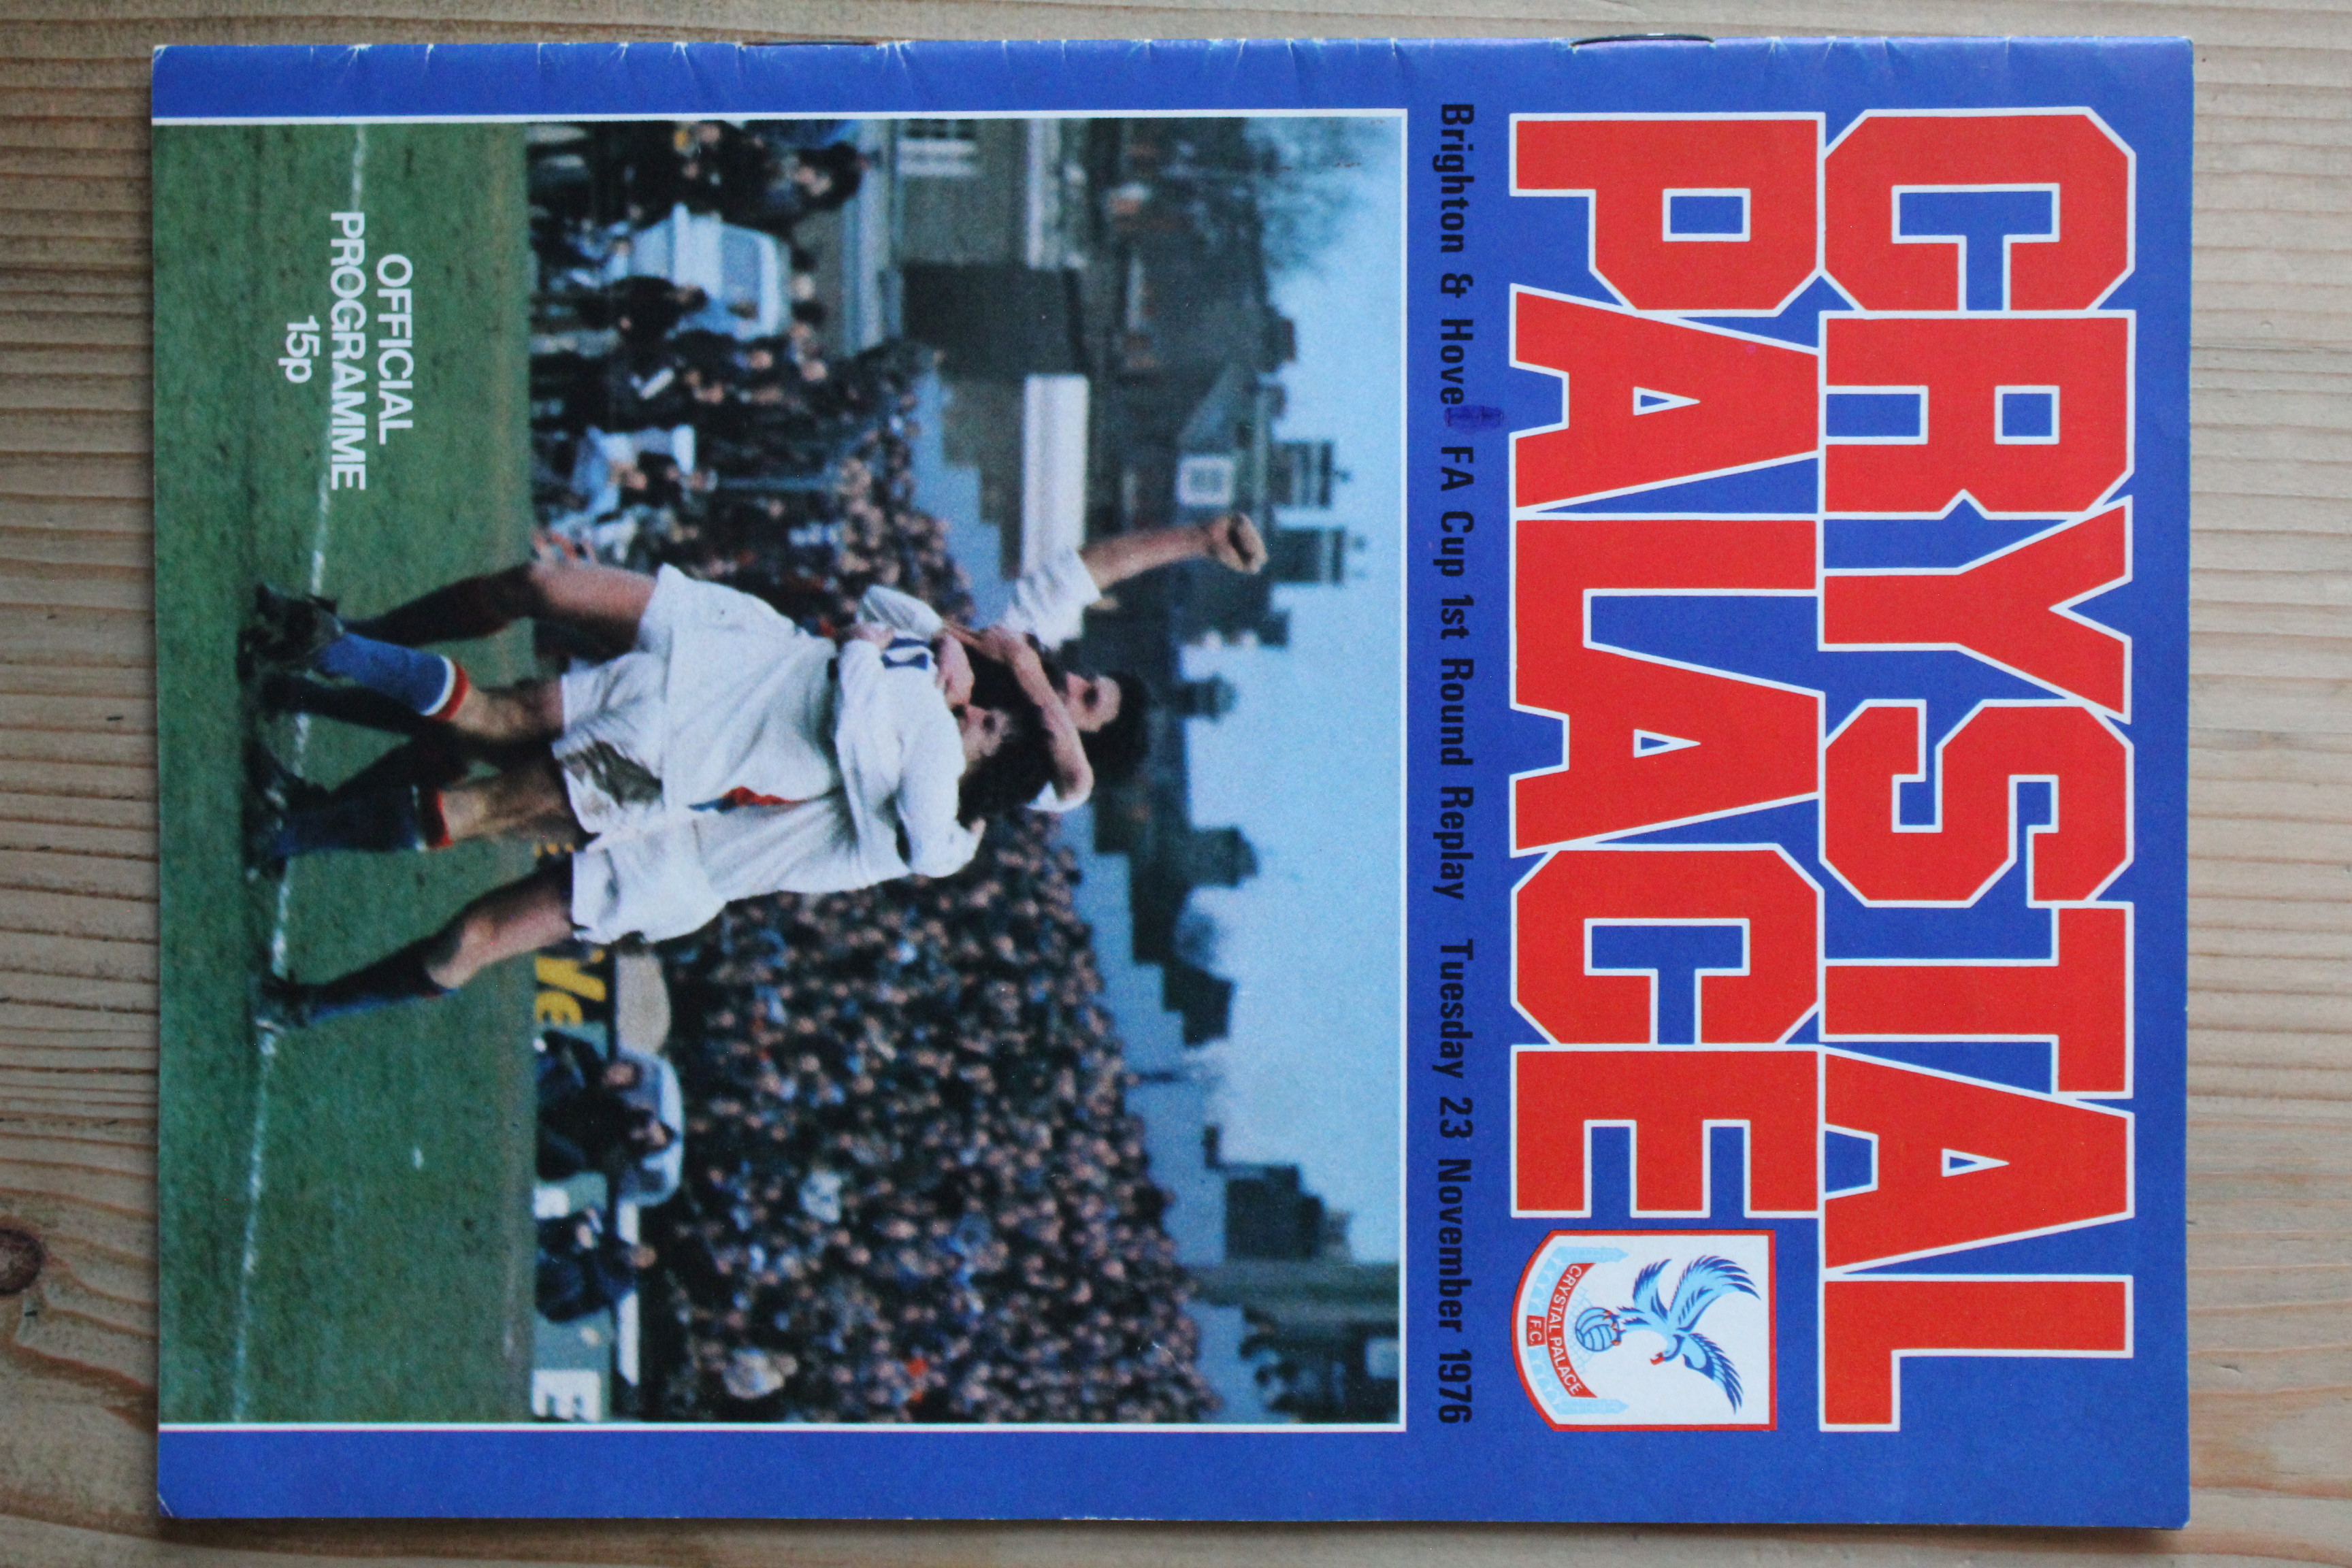 CRYSTAL
PALACE
CRYSTAL PALACE
F.C.
Brighton & Hove FA Cup 1st Round Replay Tuesday 23 November 1976
OFFICIAL
PROGRAMME
15p